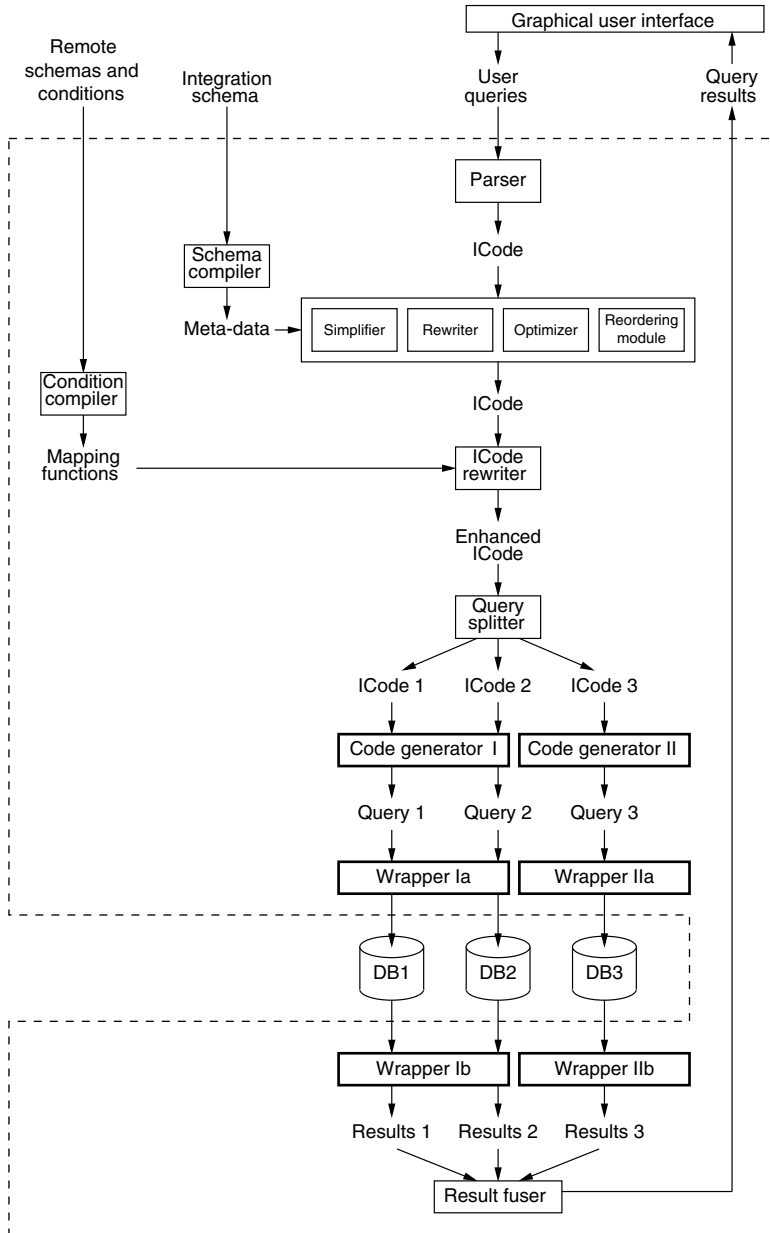 Graphical user interface
Remote
schemas and
conditions
Integration
schema
User
queries
Query
results
Parser
ICode
Schema
compiler
Meta-data
Simplifier
Rewriter
Optimizer
Reordering
module
Condition
compiler
ICode
Mapping
functions
ICode
rewriter
Enhanced
ICode
Query
splitter
ICode 1
ICode 2
ICode 3
Code generator I
Code generator II
Query 1
Query 2
Query 3
Wrapper Ia
Wrapper IIa
DB1
DB2
DB3
Wrapper Ib
Wrapper IIb
Results 1
Results 2
Results 3
Result fuser